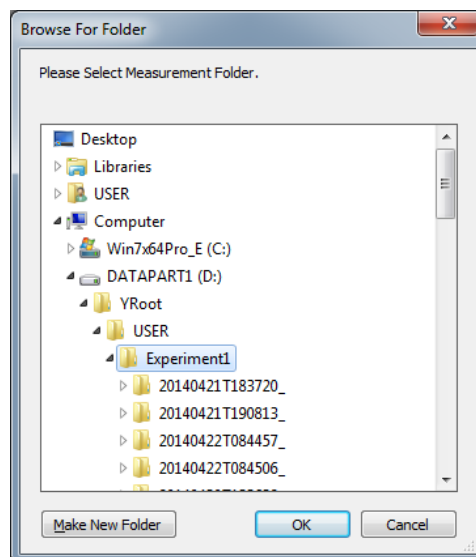 Browse For Folder
Please Select Measurement Folder.
Desktop
Libraries
USER
Computer
Win7x64Pro_E (C:)
DATAPART1 (D:)
YRoot
USER
Experiment1
20140421T183720_
20140421T190813_
20140422T084457_
20140422T084506_
Make New Folder
OK
Cancel